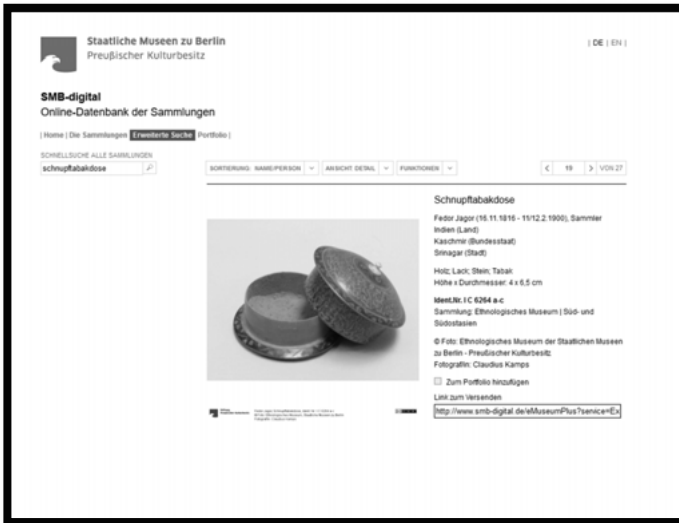 Staatliche Museen zu Berlin
Preußischer Kulturbesitz
| DE | EN |
SMB-digital
Online-Datenbank der Sammlungen
| Home | Die Sammlungen | Erweiterte Suche | Portfolio |
SCHNELLSUCHE ALLE SAMMLUNGEN
schnupftabakdose
SORTIERUNG: NAME/PERSON
ANSICHT DETAIL
FUNKTIONEN
< 19 > VON 27
Schnupftabakdose
Fedor Jagor (16.11.1816 - 11/12.2.1900), Sammler
Indien (Land)
Kaschmir (Bundesstaat)
Srinagar (Stadt)
Holz; Lack; Stein; Tabak
Höhe x Durchmesser: 4 x 6,5 cm
Ident.Nr. I C 6264 a-c
Sammlung: Ethnologisches Museum | Süd- und
Südostasien
© Foto: Ethnologisches Museum der Staatlichen Museen
zu Berlin - Preußischer Kulturbesitz
Fotograf/in: Claudius Kamps
Zum Portfolio hinzufügen
Link zum Versenden
http://www.smb-digital.de/eMuseumPlus?service=Ex